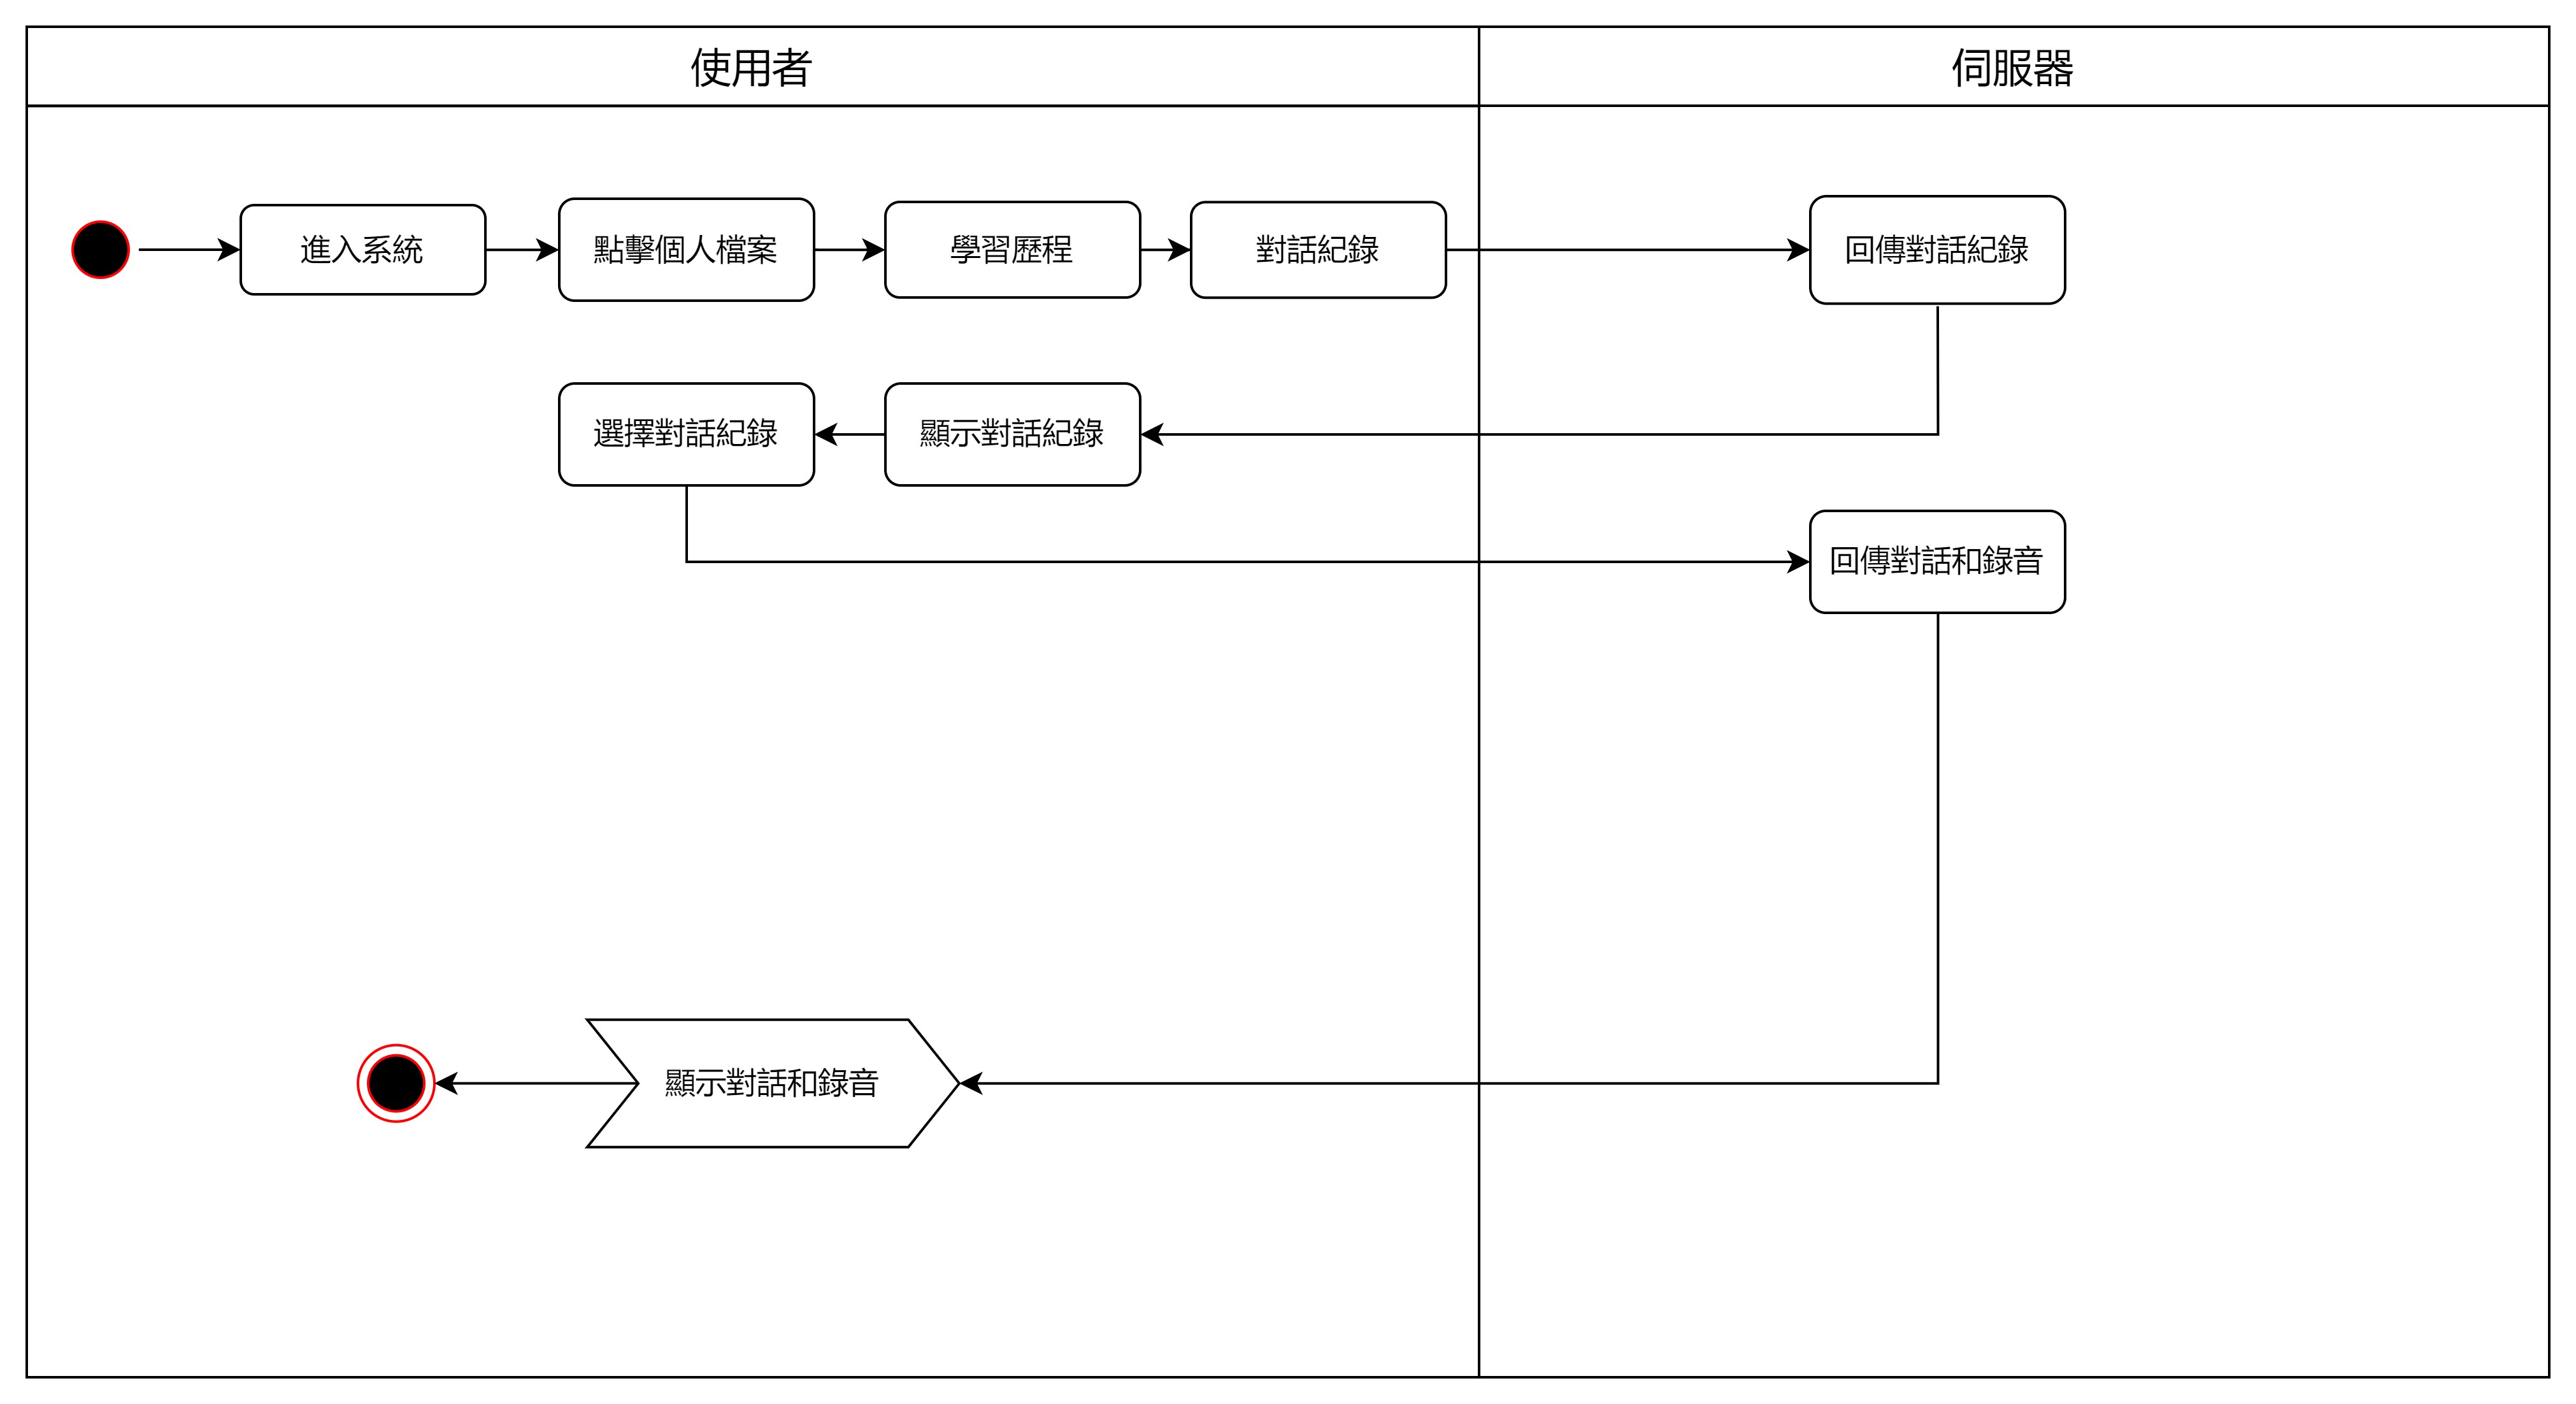 使用者
伺服器
進入系統
點擊個人檔案
學習歷程
對話紀錄
回傳對話紀錄
選擇對話紀錄
顯示對話紀錄
回傳對話和錄音
顯示對話和錄音